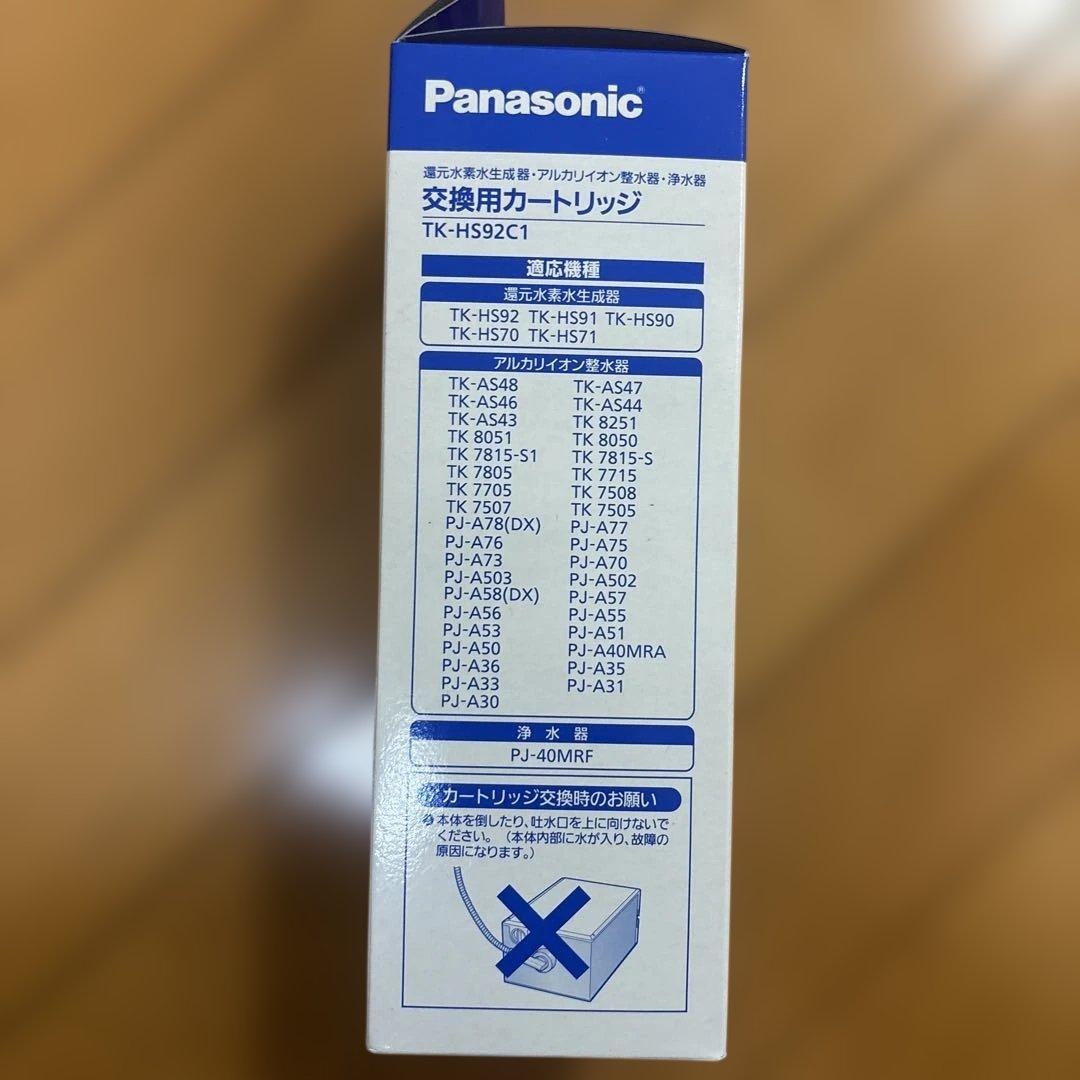 Panasonic®
還元水素水生成器・アルカリイオン整水器・浄水器
交換用カートリッジ
TK-HS92C1
適応機種
還元水素水生成器
TK-HS92 TK-HS91 TK-HS90
TK-HS70 TK-HS71
アルカリイオン整水器
TK-AS48 TK-AS47
TK-AS46 TK-AS44
TK-AS43 TK 8251
TK 8051 TK 8050
TK 7815-S1 TK 7815-S
TK 7805 TK 7715
TK 7705 TK 7508
TK 7507 TK 7505
PJ-A78(DX) PJ-A77
PJ-A76 PJ-A75
PJ-A73 PJ-A70
PJ-A503 PJ-A502
PJ-A58(DX) PJ-A57
PJ-A56 PJ-A55
PJ-A53 PJ-A51
PJ-A50 PJ-A40MRA
PJ-A36 PJ-A35
PJ-A33 PJ-A31
PJ-A30
浄水器
PJ-40MRF
カートリッジ交換時のお願い
本体を倒したり、吐水口を上に向けないで
ください。(本体内部に水が入り、故障の
原因になります。)